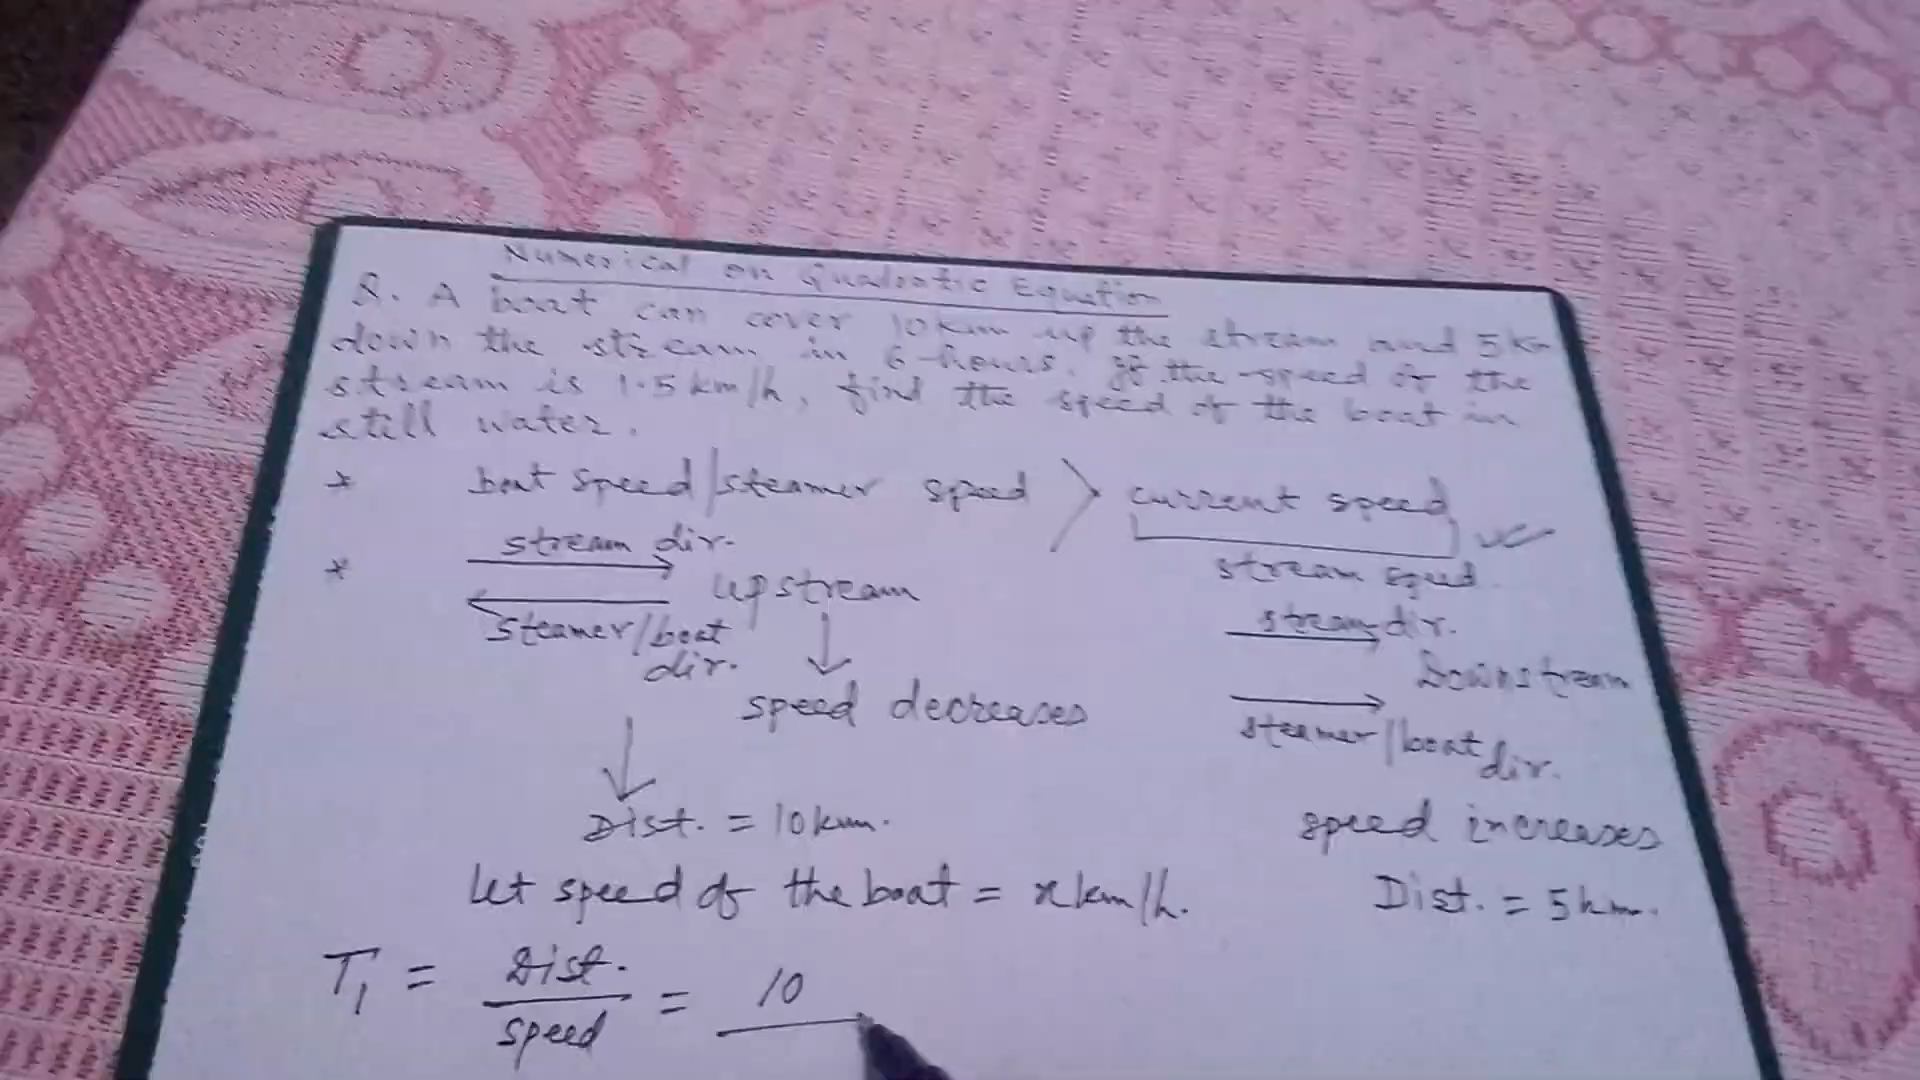 Numerical on Quadratic Equation
Q. A boat can cover 10km up the stream and 5km
down the stream in 6 hours. If the speed of the
stream is 1.5 km/h, find the speed of the boat in
still water.
* boat speed/steamer speed > current speed
stream speed
* stream dir.
upstream
steamer/boat
dir.
speed decreases
stream dir.
Downstream
steamer/boat
dir.
speed increases
Dist. = 10km.
Dist. = 5km.
Let speed of the boat = x km/h.
T1 = Dist. / speed = 10